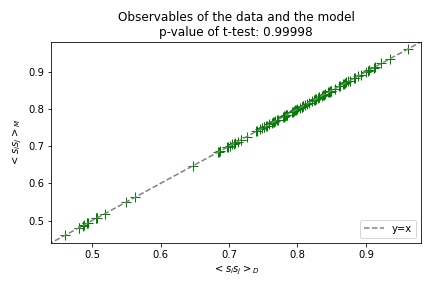 Observables of the data and the model
p-value of t-test: 0.99998
0.9
0.8
0.7
0.6
0.5
< s_i s_j >_M
y=x
0.5 0.6 0.7 0.8 0.9
< s_i s_j >_D